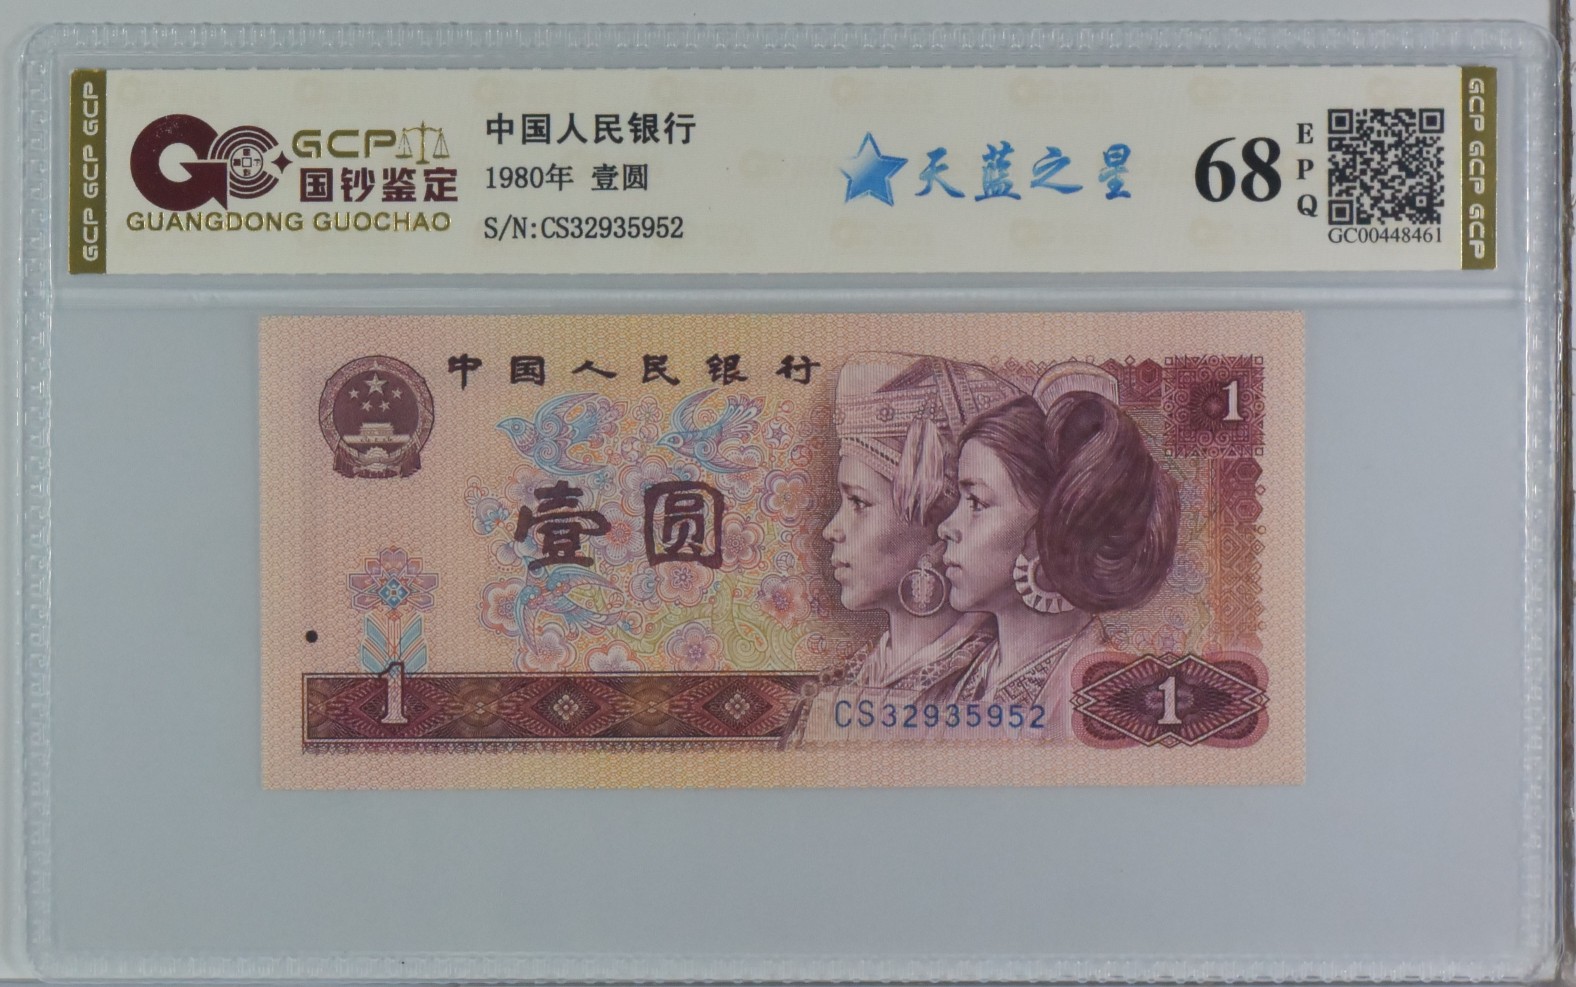 GCP GCP GCP
GCP
国钞鉴定
GUANGDONG GUOCHAO
中国人民银行
1980年 壹圆
S/N:CS32935952
天蓝之星
68
EPQ
GC00448461
GCP GCP GCP
中国人民银行
1
壹圆
1
CS32935952
1